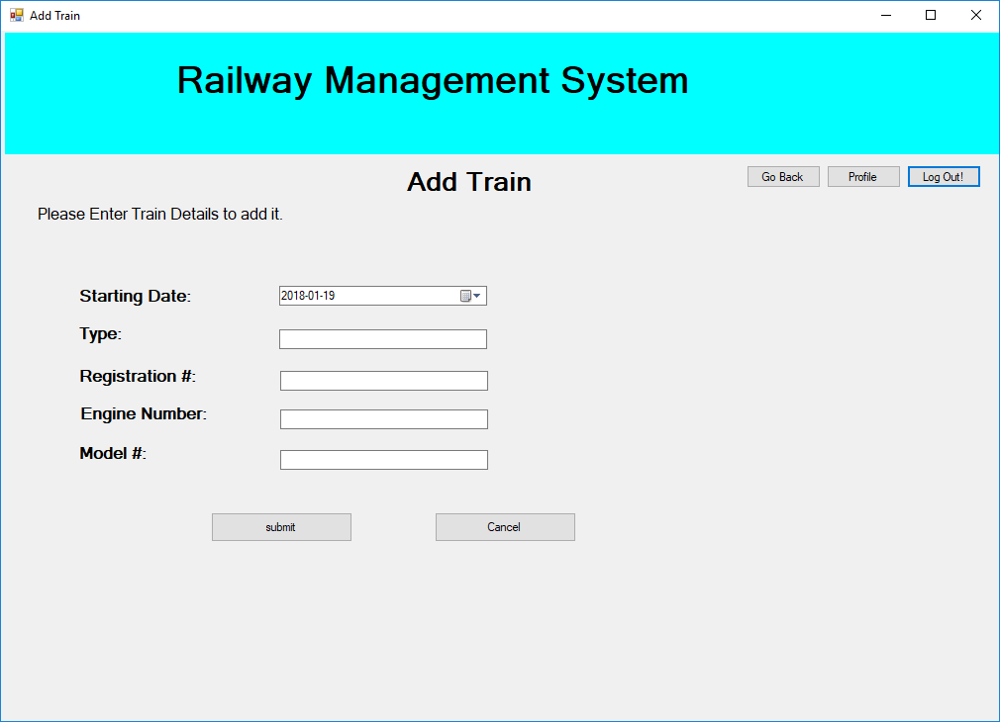 Add Train
Railway Management System
Add Train
Go Back
Profile
Log Out!
Please Enter Train Details to add it.
Starting Date:
2018-01-19
Type:
Registration #:
Engine Number:
Model #:
submit
Cancel